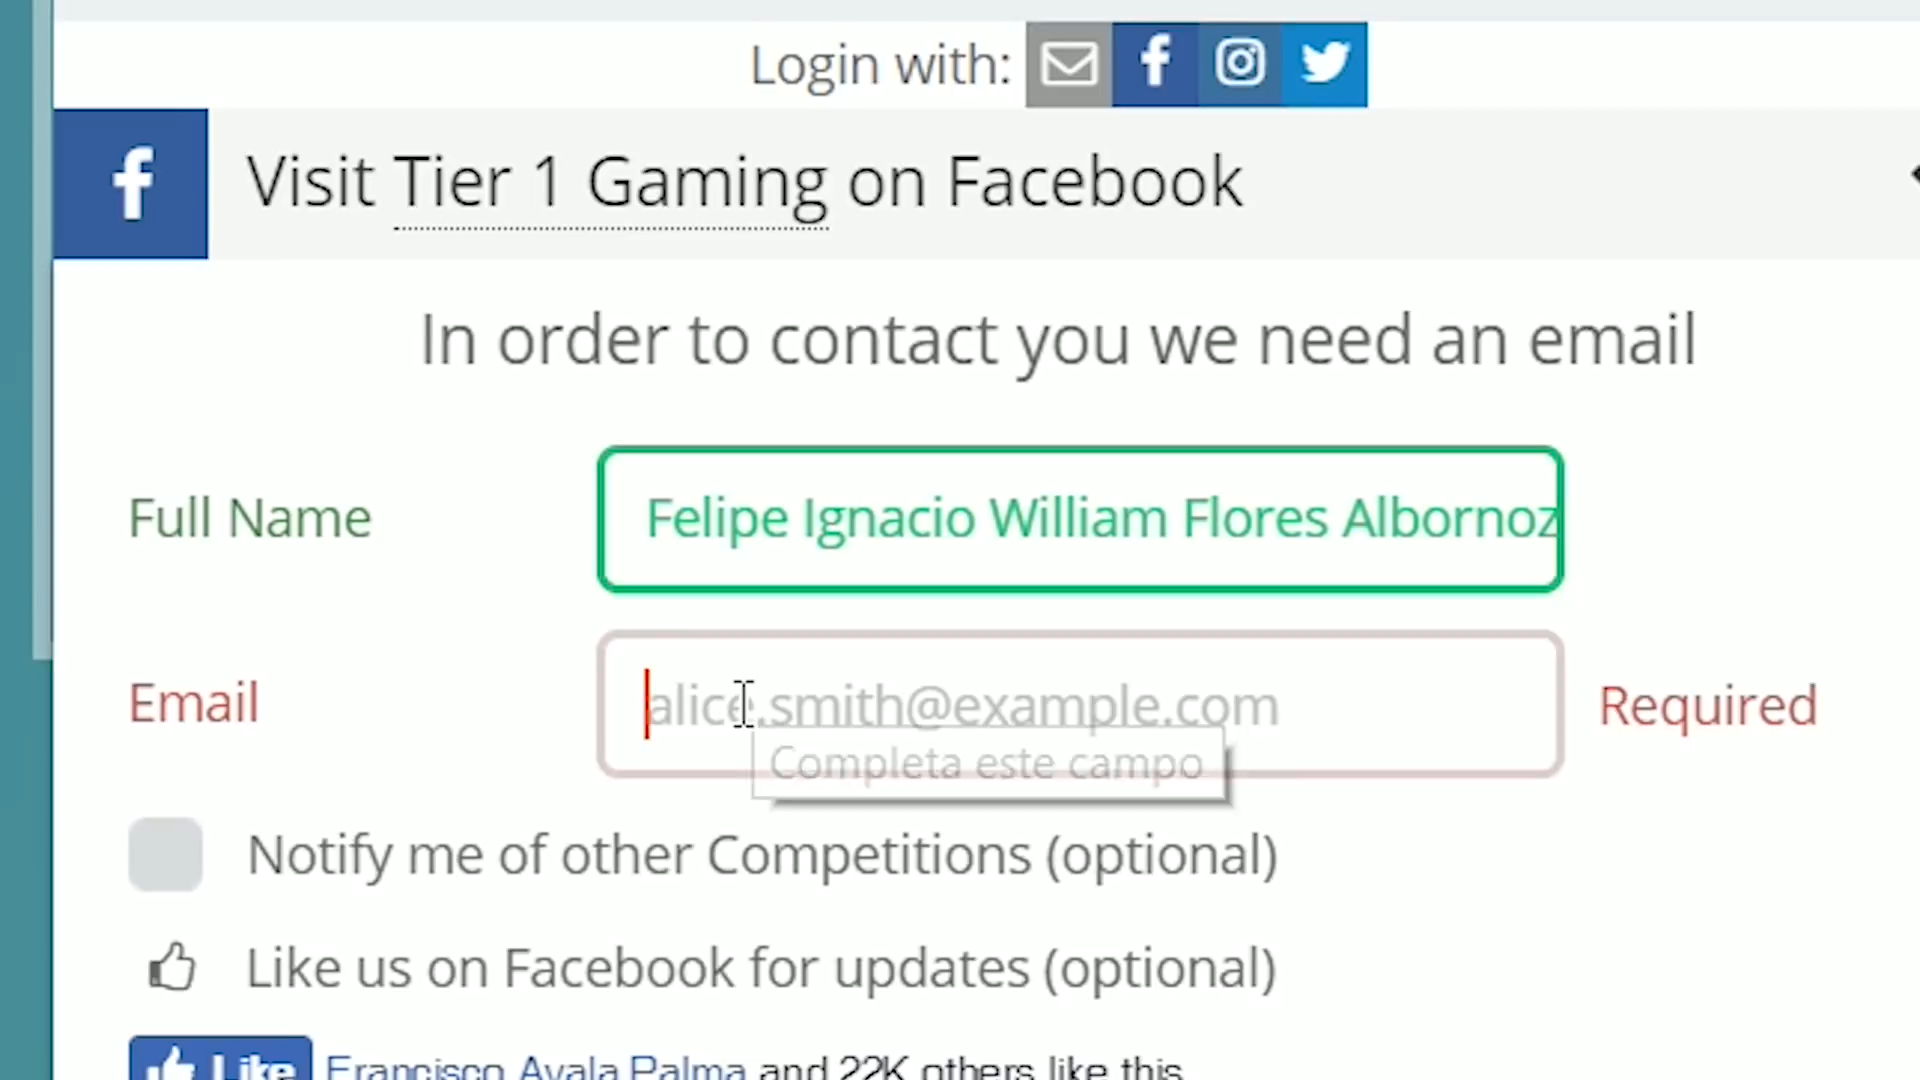 Login with:
Visit Tier 1 Gaming on Facebook
In order to contact you we need an email
Full Name
Felipe Ignacio William Flores Albornoz
Email
alice.smith@example.com
Required
Completa este campo
Notify me of other Competitions (optional)
Like us on Facebook for updates (optional)
Like Francisco Ayala Palma and 22K others like this